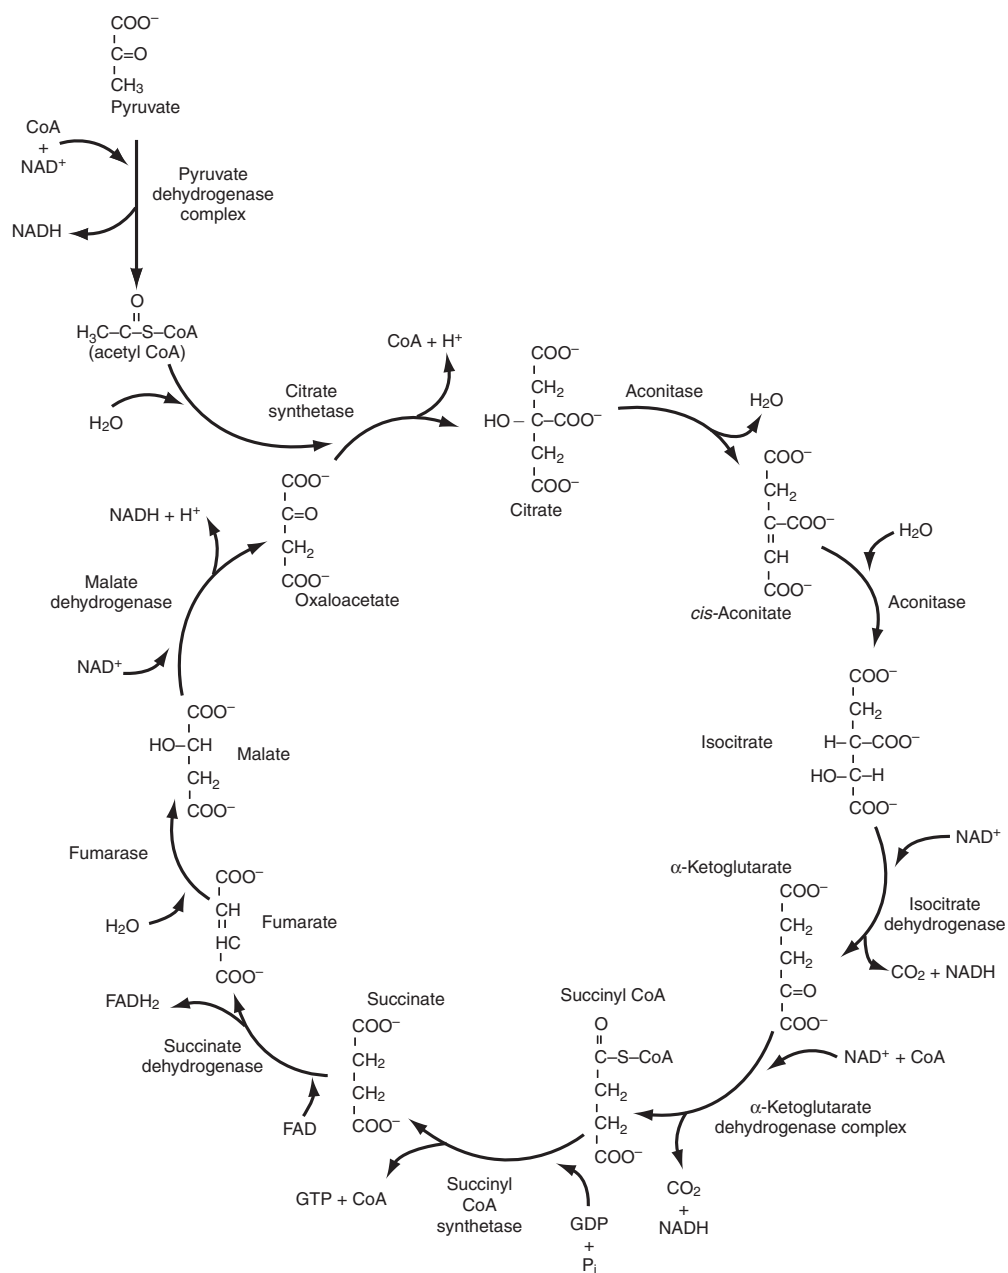 COO⁻
C=O
CH₃
Pyruvate
CoA
+
NAD⁺
Pyruvate
dehydrogenase
complex
NADH
O
H₃C–C–S–CoA
(acetyl CoA)
H₂O
Citrate
synthetase
CoA + H⁺
COO⁻
CH₂
HO–C–COO⁻
CH₂
COO⁻
Citrate
Aconitase
H₂O
COO⁻
CH₂
C–COO⁻
CH
COO⁻
cis-Aconitate
H₂O
Aconitase
COO⁻
CH₂
H–C–COO⁻
HO–C–H
COO⁻
Isocitrate
NAD⁺
Isocitrate
dehydrogenase
CO₂ + NADH
α-Ketoglutarate
COO⁻
CH₂
CH₂
C=O
COO⁻
NAD⁺ + CoA
α-Ketoglutarate
dehydrogenase complex
CO₂
+
NADH
Succinyl CoA
O
C–S–CoA
CH₂
CH₂
COO⁻
GDP
+
Pᵢ
Succinyl
CoA
synthetase
GTP + CoA
Succinate
COO⁻
CH₂
CH₂
COO⁻
FAD
Succinate
dehydrogenase
FADH₂
COO⁻
CH
HC
COO⁻
Fumarate
H₂O
Fumarase
COO⁻
HO–CH
CH₂
COO⁻
Malate
NAD⁺
Malate
dehydrogenase
NADH + H⁺
COO⁻
C=O
CH₂
COO⁻
Oxaloacetate